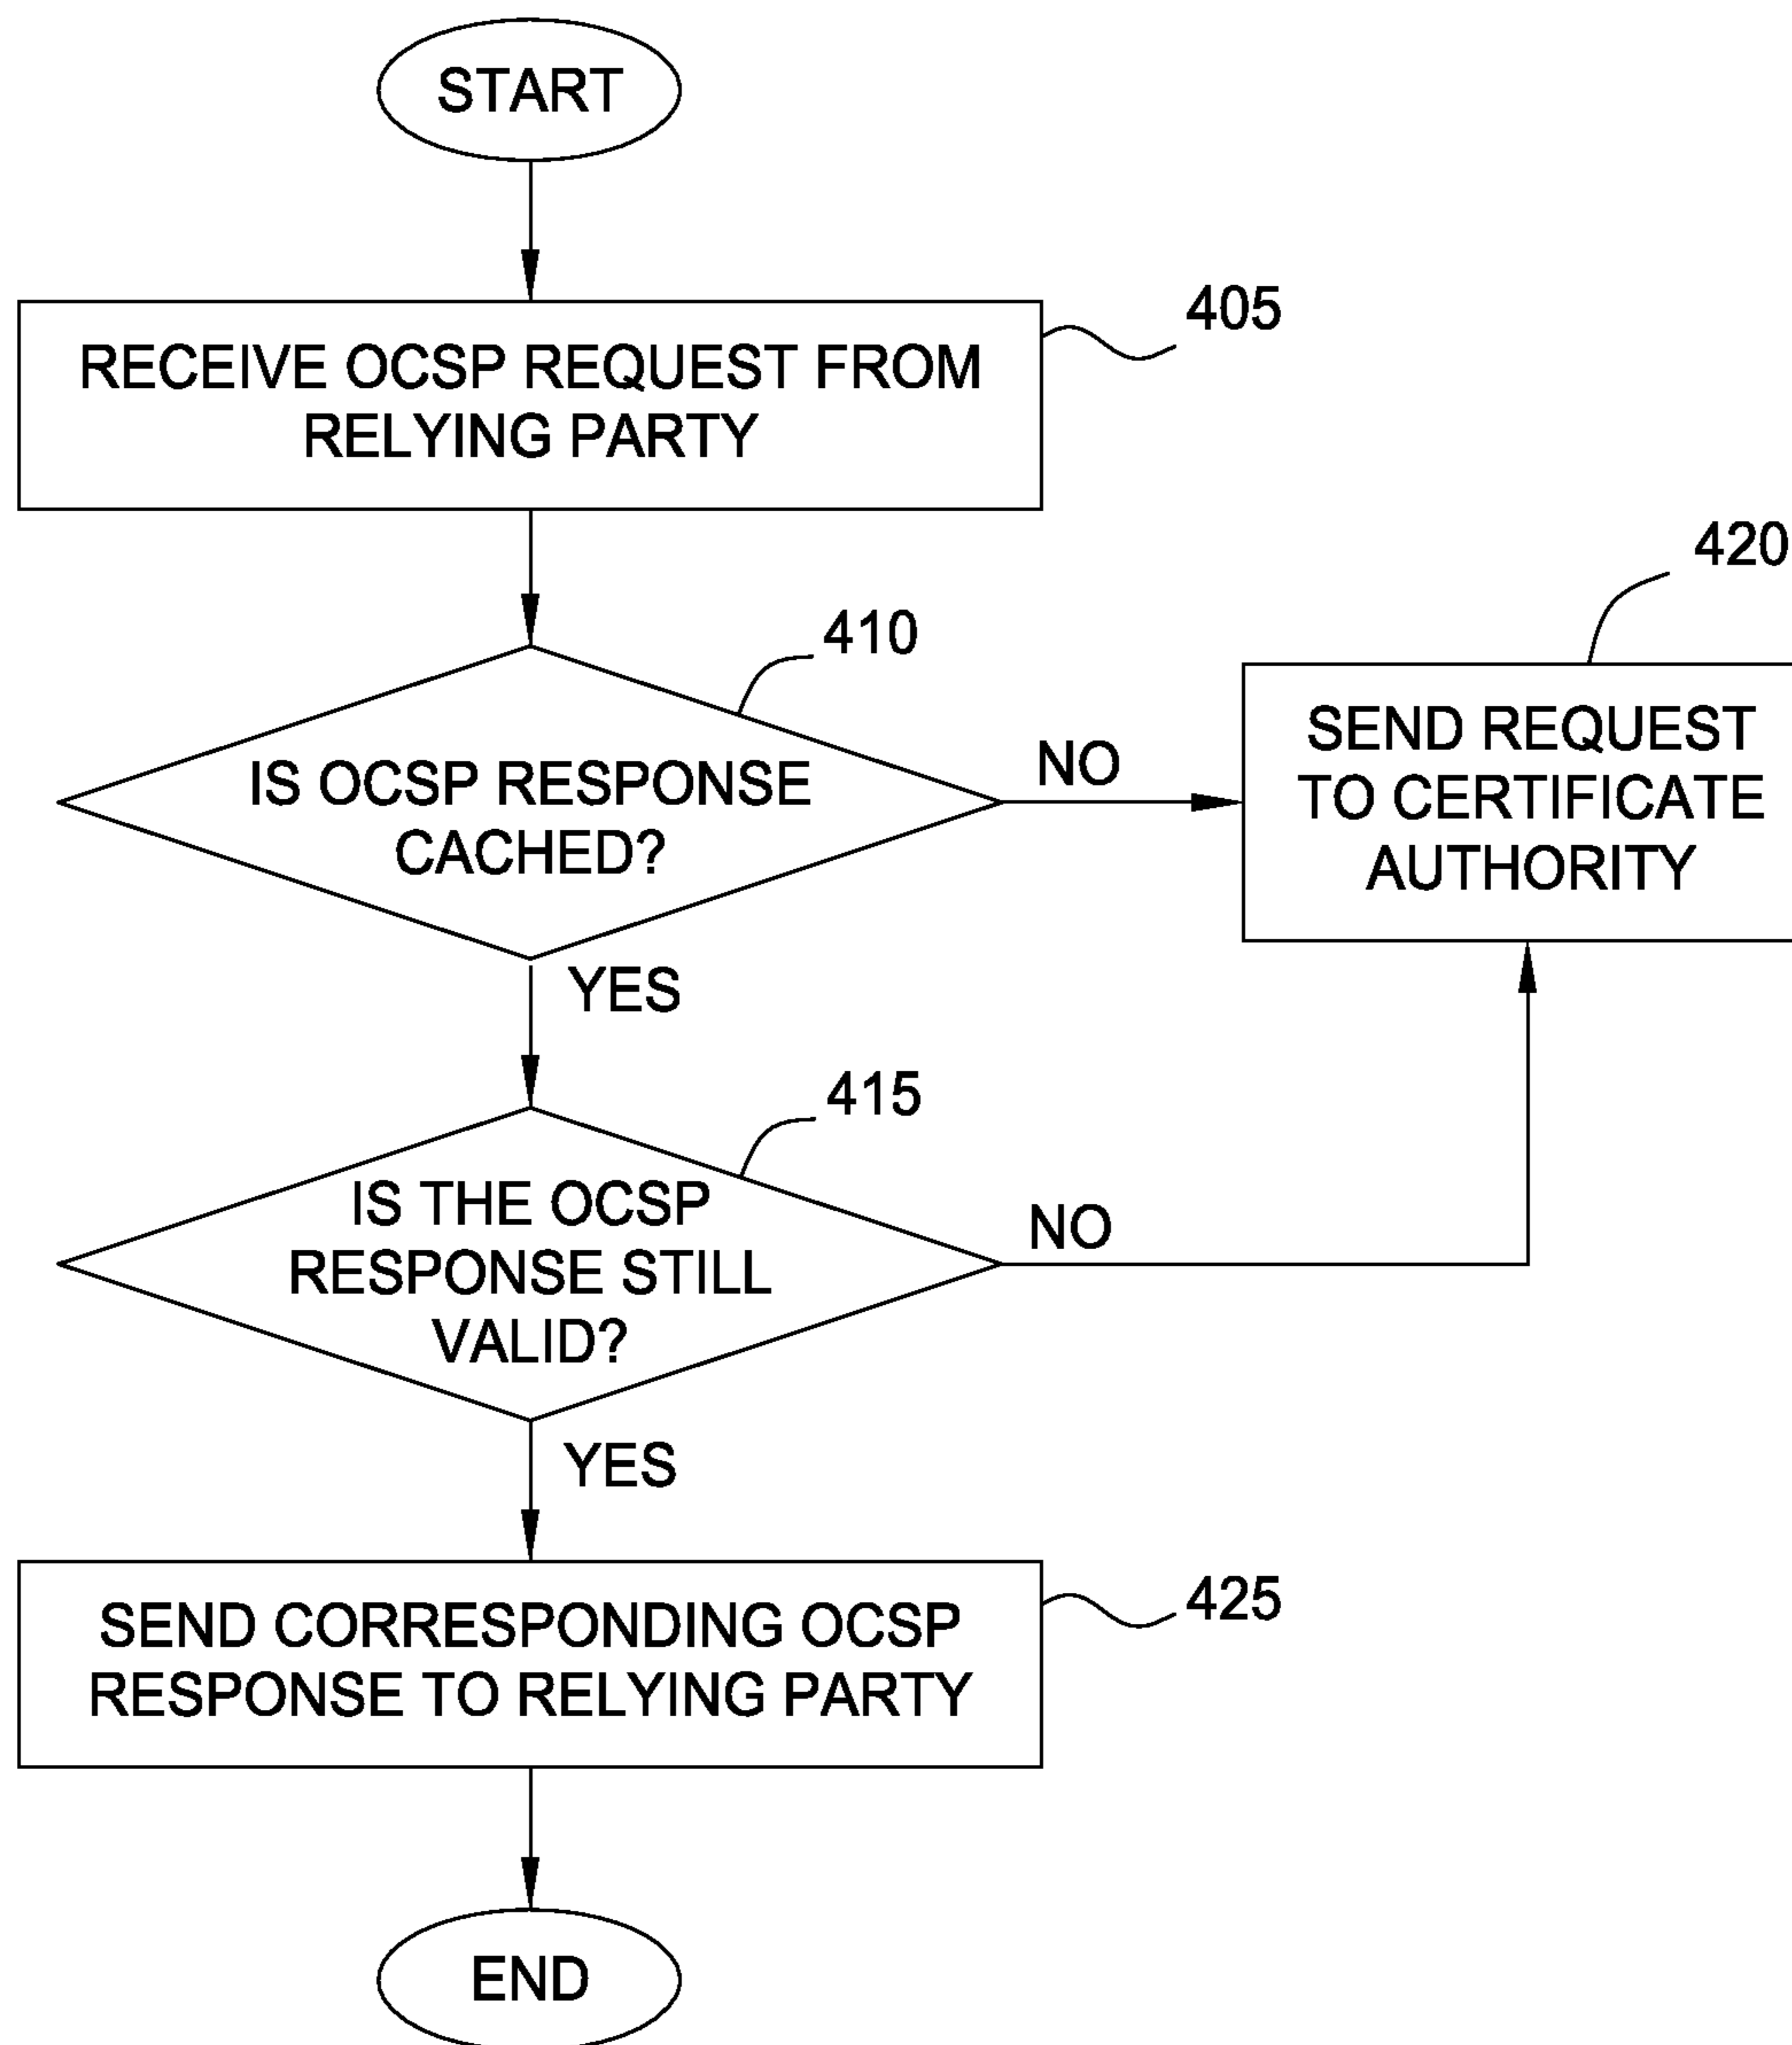 START
RECEIVE OCSP REQUEST FROM
RELYING PARTY
405
410
IS OCSP RESPONSE
CACHED?
NO
420
SEND REQUEST
TO CERTIFICATE
AUTHORITY
YES
415
IS THE OCSP
RESPONSE STILL
VALID?
NO
YES
SEND CORRESPONDING OCSP
RESPONSE TO RELYING PARTY
425
END